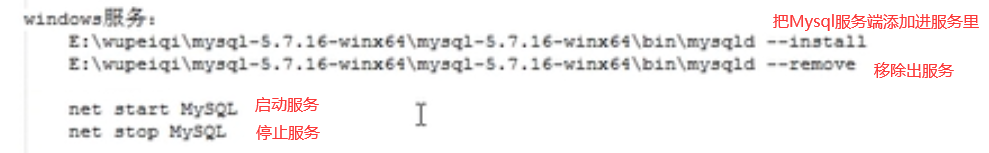 windows服务:
把Mysql服务端添加进服务里
E:\wupeiqi\mysql-5.7.16-winx64\mysql-5.7.16-winx64\bin\mysqld --install
E:\wupeiqi\mysql-5.7.16-winx64\mysql-5.7.16-winx64\bin\mysqld --remove
移除出服务
net start MySQL 启动服务
net stop MySQL 停止服务